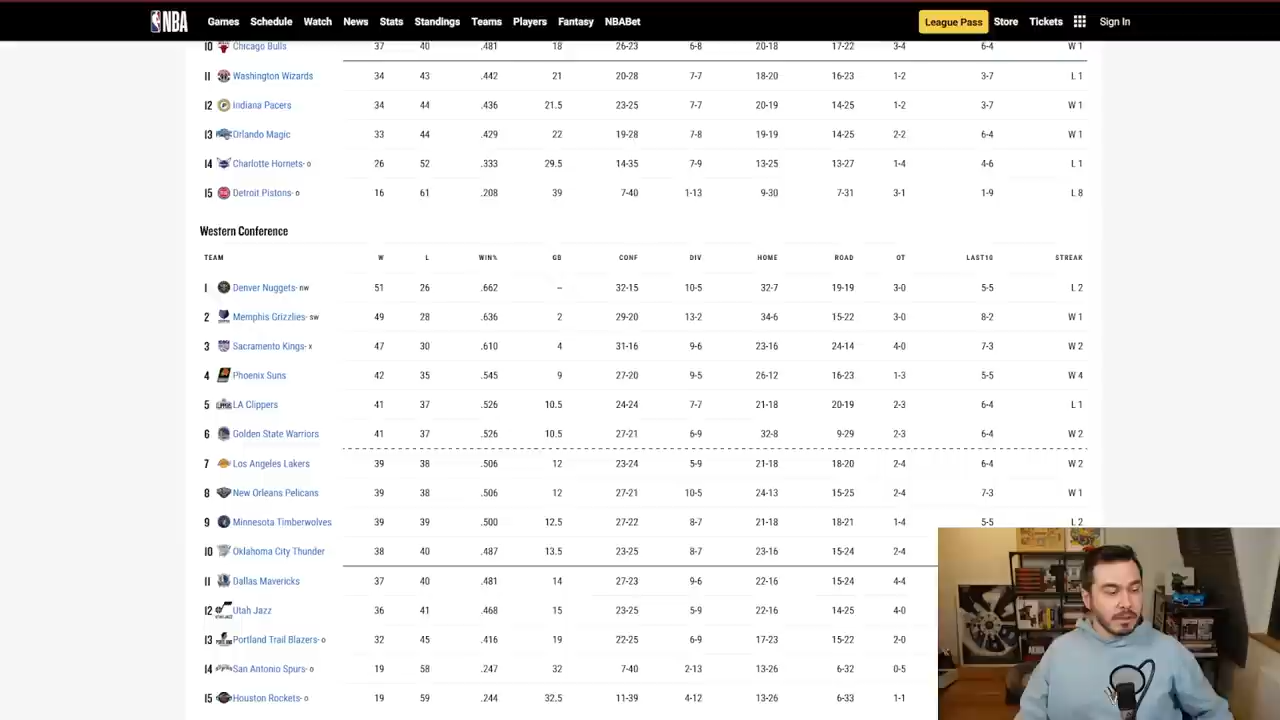 NBA Games Schedule Watch News Stats Standings Teams Players Fantasy NBABet League Pass Store Tickets Sign In
10 Chicago Bulls 37 40 .481 18 26-23 6-8 20-18 17-22 3-4 6-4 W 1
11 Washington Wizards 34 43 .442 21 20-28 7-7 18-20 16-23 1-2 3-7 L 1
12 Indiana Pacers 34 44 .436 21.5 23-25 7-7 20-19 14-25 1-2 3-7 W 1
13 Orlando Magic 33 44 .429 22 19-28 7-8 19-19 14-25 2-2 6-4 W 1
14 Charlotte Hornets - o 26 52 .333 29.5 14-35 7-9 13-25 13-27 1-4 4-6 L 1
15 Detroit Pistons - o 16 61 .208 39 7-40 1-13 9-30 7-31 3-1 1-9 L 8
Western Conference
TEAM W L WIN% GB CONF DIV HOME ROAD OT LAST10 STREAK
1 Denver Nuggets - nw 51 26 .662 – 32-15 10-5 32-7 19-19 3-0 5-5 L 2
2 Memphis Grizzlies - sw 49 28 .636 2 29-20 13-2 34-6 15-22 3-0 8-2 W 1
3 Sacramento Kings - x 47 30 .610 4 31-16 9-6 23-16 24-14 4-0 7-3 W 2
4 Phoenix Suns 42 35 .545 9 27-20 9-5 26-12 16-23 1-3 5-5 W 4
5 LA Clippers 41 37 .526 10.5 24-24 7-7 21-18 20-19 2-3 6-4 L 1
6 Golden State Warriors 41 37 .526 10.5 27-21 6-9 32-8 9-29 2-3 6-4 W 2
7 Los Angeles Lakers 39 38 .506 12 23-24 5-9 21-18 18-20 2-4 6-4 W 2
8 New Orleans Pelicans 39 38 .506 12 27-21 10-5 24-13 15-25 2-4 7-3 W 1
9 Minnesota Timberwolves 39 39 .500 12.5 27-22 8-7 21-18 18-21 1-4 5-5 L 2
10 Oklahoma City Thunder 38 40 .487 13.5 23-25 8-7 23-16 15-24 2-4
11 Dallas Mavericks 37 40 .481 14 27-23 9-6 22-16 15-24 4-4
12 Utah Jazz 36 41 .468 15 23-25 5-9 22-16 14-25 4-0
13 Portland Trail Blazers - o 32 45 .416 19 22-25 6-9 17-23 15-22 2-0
14 San Antonio Spurs - o 19 58 .247 32 7-40 2-13 13-26 6-32 0-5
15 Houston Rockets - o 19 59 .244 32.5 11-39 4-12 13-26 6-33 1-1